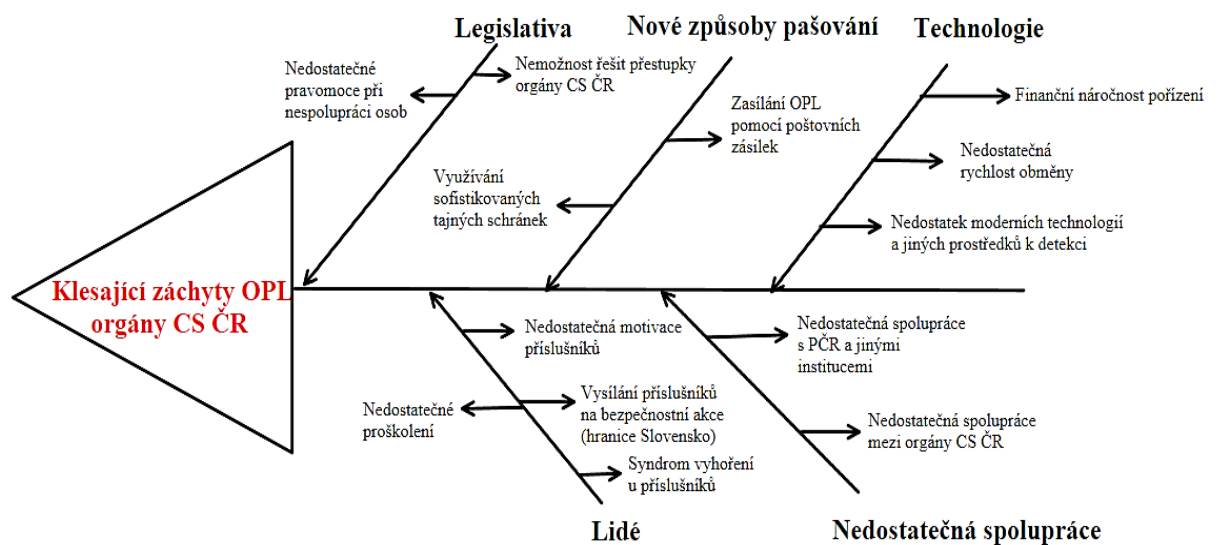 Legislativa
Nedostatečné
pravomoce při
nespolupráci osob
Nemožnost řešit přestupky
orgány CS ČR
Nové způsoby pašování
Zasílání OPL
pomocí poštovních
zásilek
Využívání
sofistikovaných
tajných schránek
Technologie
Finanční náročnost pořízení
Nedostatečná
rychlost obměny
Nedostatek moderních technologií
a jiných prostředků k detekci
Klesající záchyty OPL
orgány CS ČR
Nedostatečná motivace
příslušníků
Nedostatečné
proškolení
Vysílání příslušníků
na bezpečnostní akce
(hranice Slovensko)
Syndrom vyhoření
u příslušníků
Lidé
Nedostatečná spolupráce
s PČR a jinými
institucemi
Nedostatečná spolupráce
mezi orgány CS ČR
Nedostatečná spolupráce